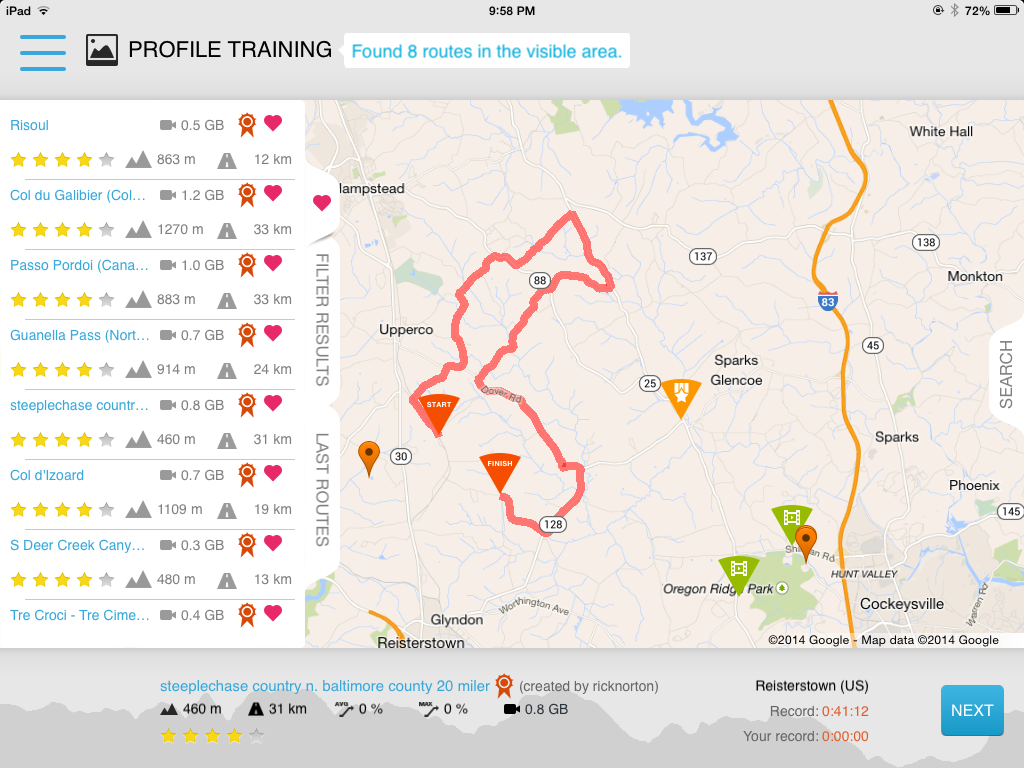 iPad 9:58 PM 72%
PROFILE TRAINING Found 8 routes in the visible area.
Risoul 0.5 GB
863 m 12 km
Col du Galibier (Col... 1.2 GB
1270 m 33 km
Passo Pordoi (Cana... 1.0 GB
883 m 33 km
Guanella Pass (Nort... 0.7 GB
914 m 24 km
steeplechase countr... 0.8 GB
460 m 31 km
Col d'Izoard 0.7 GB
1109 m 19 km
S Deer Creek Cany... 0.3 GB
480 m 13 km
Tre Croci - Tre Cime... 0.4 GB
FILTER RESULTS
LAST ROUTES
SEARCH
White Hall
Hampstead
138
137
Monkton
88
83
Upperco
45
Sparks
Glencoe
25
Dover Rd
START
Sparks
30
FINISH
Phoenix
145
128
Shawan Rd
HUNT VALLEY
Oregon Ridge Park
Warren Rd
Cockeysville
Worthington Ave
Glyndon
Reisterstown
©2014 Google - Map data ©2014 Google
steeplechase country n. baltimore county 20 miler (created by ricknorton)
460 m 31 km AVG 0 % MAX 0 % 0.8 GB
Reisterstown (US)
Record: 0:41:12
Your record: 0:00:00
NEXT